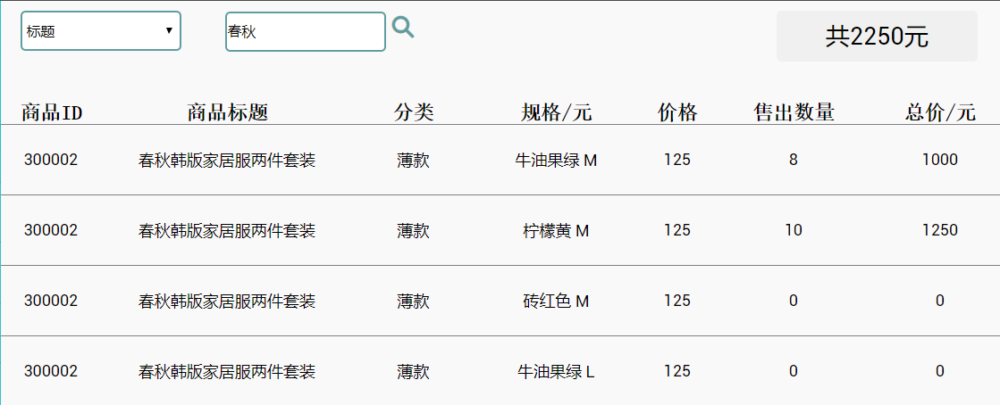 标题 春秋 共2250元
商品ID 商品标题 分类 规格/元 价格 售出数量 总价/元
300002 春秋韩版家居服两件套装 薄款 牛油果绿 M 125 8 1000
300002 春秋韩版家居服两件套装 薄款 柠檬黄 M 125 10 1250
300002 春秋韩版家居服两件套装 薄款 砖红色 M 125 0 0
300002 春秋韩版家居服两件套装 薄款 牛油果绿 L 125 0 0